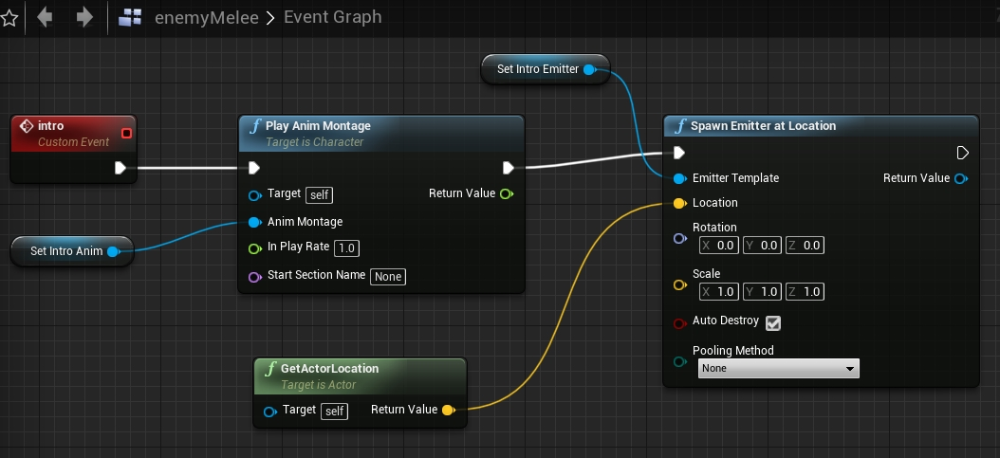 enemyMelee > Event Graph
Set Intro Emitter
intro
Custom Event
Play Anim Montage
Target is Character
Target self
Return Value
Anim Montage
In Play Rate 1.0
Start Section Name None
Set Intro Anim
GetActorLocation
Target is Actor
Target self
Return Value
Spawn Emitter at Location
Emitter Template
Return Value
Location
Rotation
X 0.0 Y 0.0 Z 0.0
Scale
X 1.0 Y 1.0 Z 1.0
Auto Destroy
Pooling Method
None